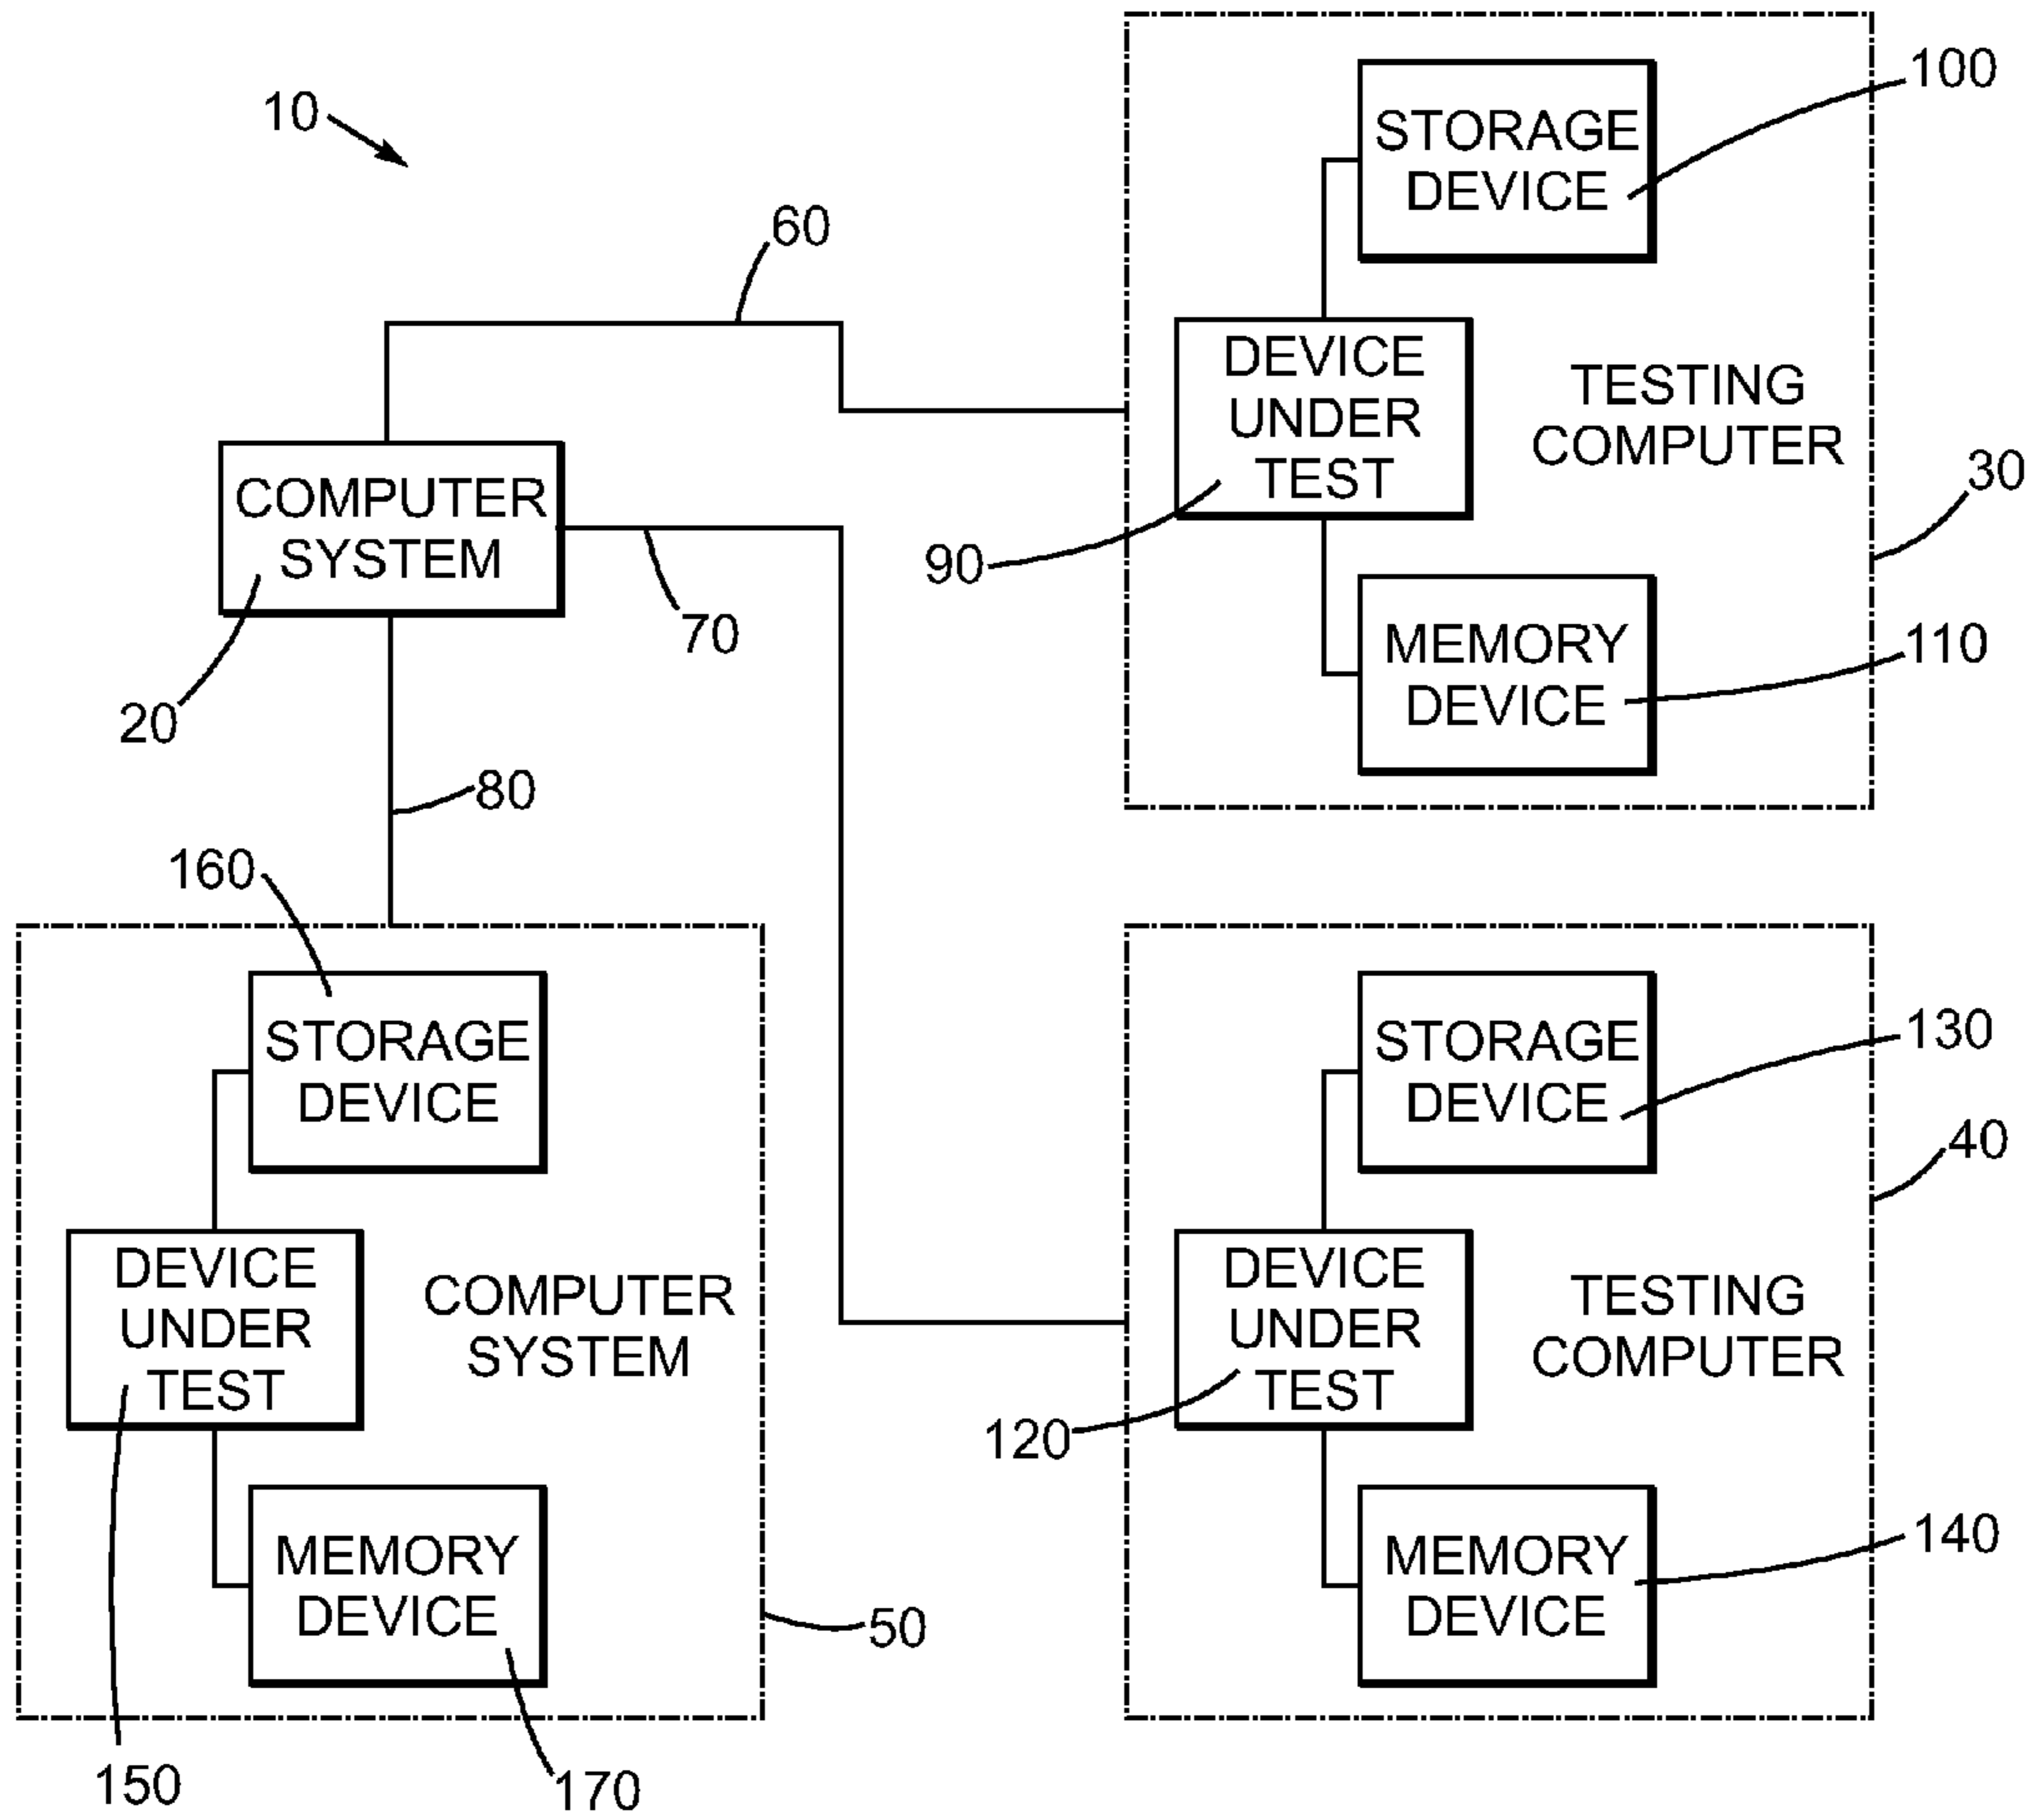 10
60
COMPUTER
SYSTEM
20
70
80
STORAGE
DEVICE
100
DEVICE
UNDER
TEST
90
TESTING
COMPUTER
30
MEMORY
DEVICE
110
160
STORAGE
DEVICE
DEVICE
UNDER
TEST
COMPUTER
SYSTEM
MEMORY
DEVICE
50
150
170
STORAGE
DEVICE
130
40
DEVICE
UNDER
TEST
120
TESTING
COMPUTER
MEMORY
DEVICE
140